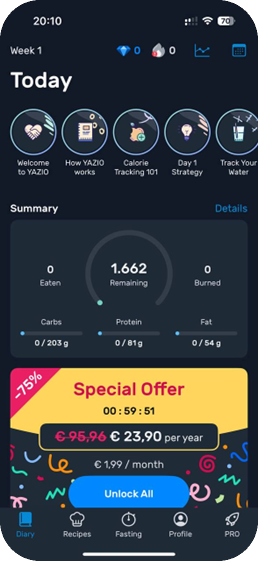 20:10
70
Week 1
0
0
Today
Welcome
to YAZIO
How YAZIO
works
Calorie
Tracking 101
Day 1
Strategy
Track Your
Water
Summary
Details
0
Eaten
1.662
Remaining
0
Burned
Carbs
Protein
Fat
0 / 203 g
0 / 81 g
0 / 54 g
-75%
Special Offer
00 : 59 : 51
€ 95,96 € 23,90 per year
€ 1,99 / month
Unlock All
Diary
Recipes
Fasting
Profile
PRO